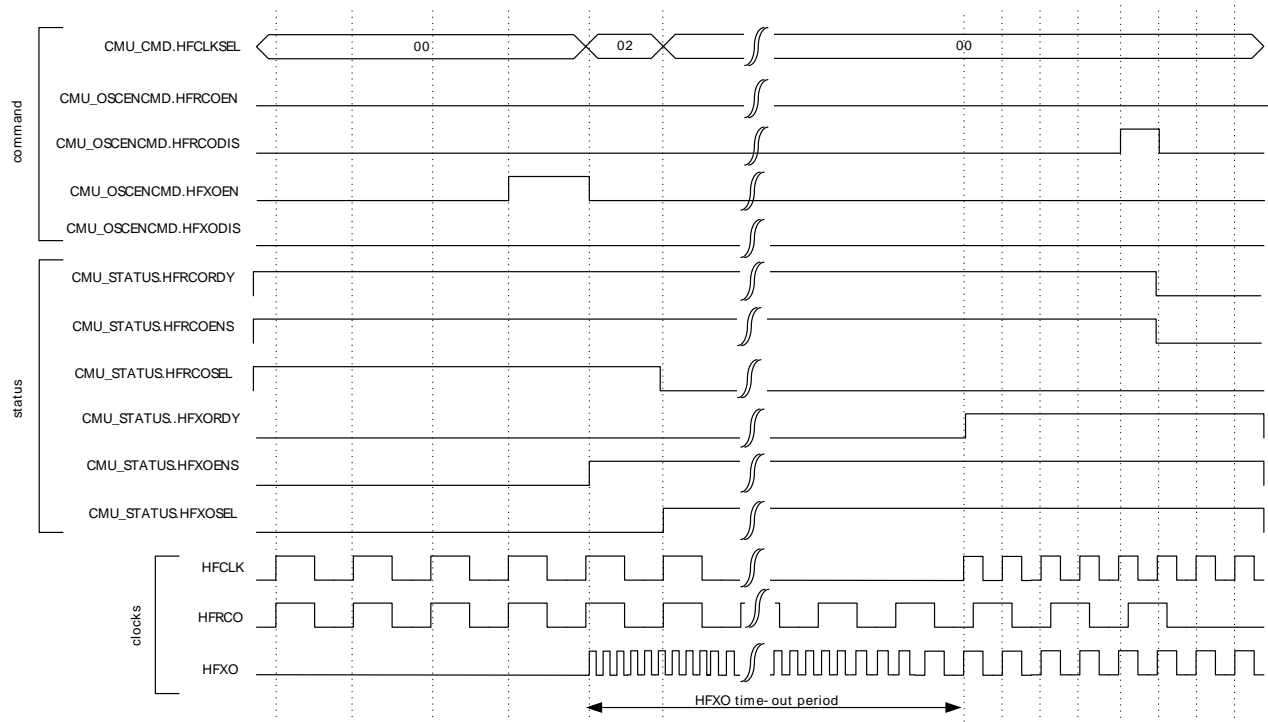 command
CMU_CMD.HFCLKSEL
00
02
00
CMU_OSCENCMD.HFRCOEN
CMU_OSCENCMD.HFRCODIS
CMU_OSCENCMD.HFXOEN
CMU_OSCENCMD.HFXODIS
status
CMU_STATUS.HFRCORDY
CMU_STATUS.HFRCOENS
CMU_STATUS.HFRCOSEL
CMU_STATUS..HFXORDY
CMU_STATUS.HFXOENS
CMU_STATUS.HFXOSEL
clocks
HFCLK
HFRCO
HFXO
HFXO time-out period